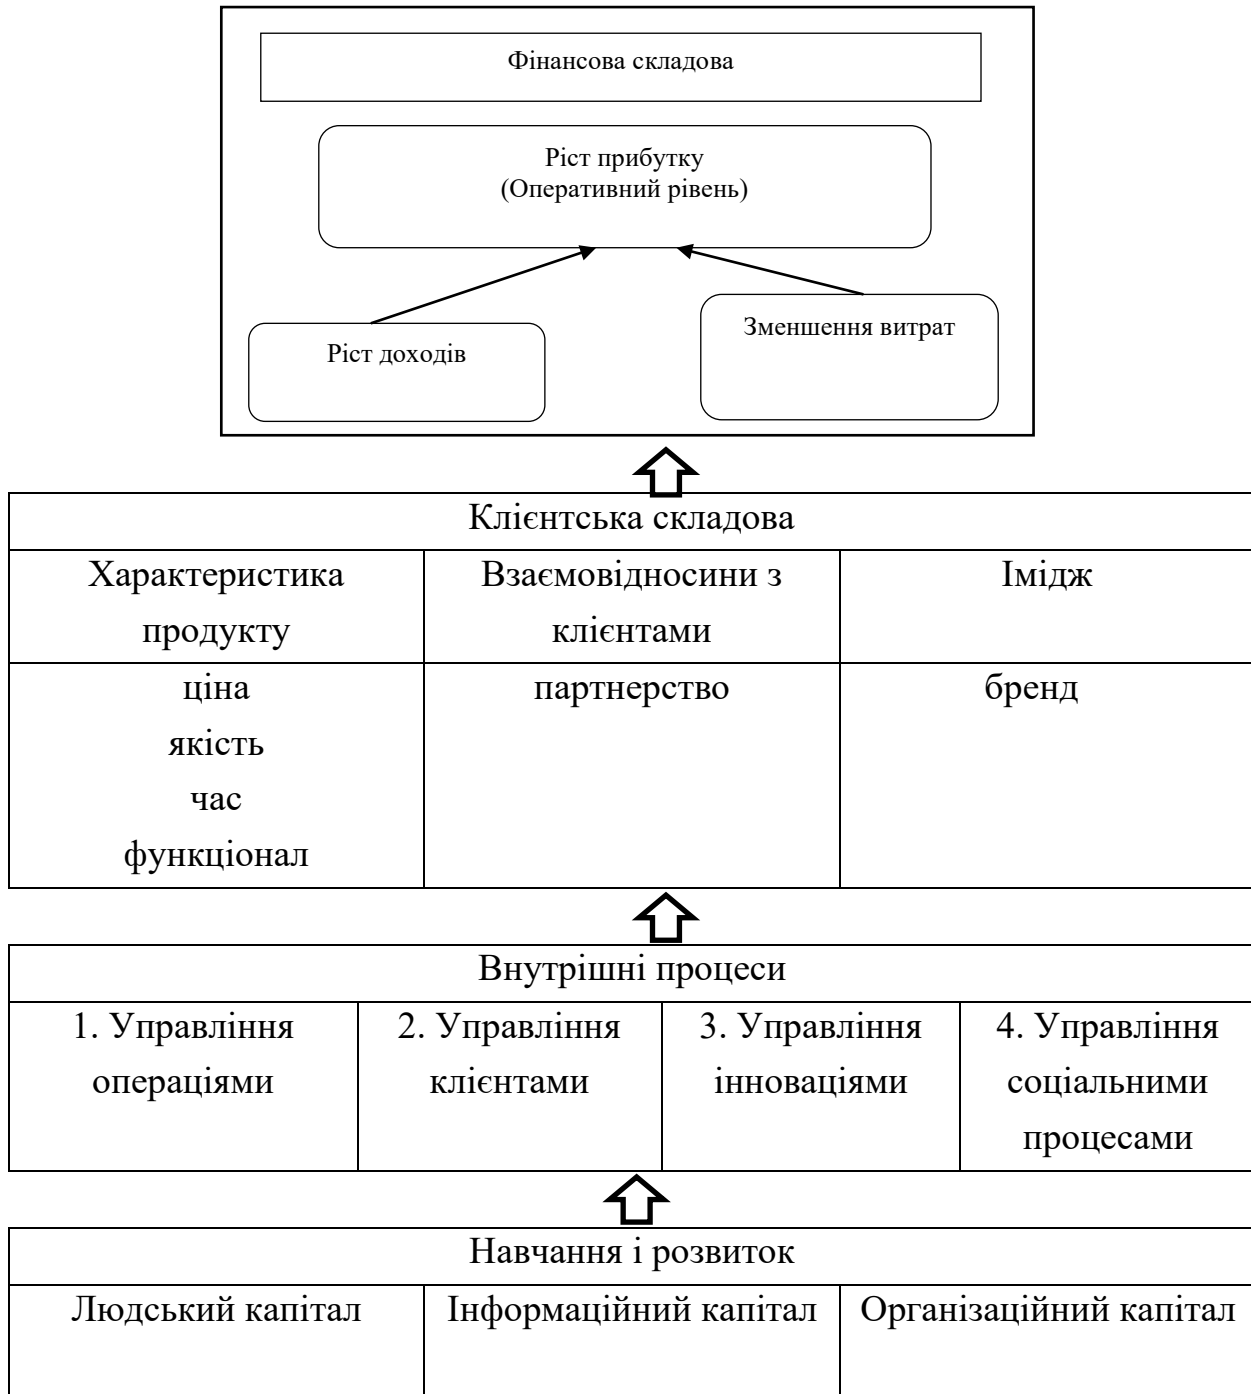 Фінансова складова
Ріст прибутку
(Оперативний рівень)
Зменшення витрат
Ріст доходів
Клієнтська складова
Характеристика
продукту
Взаємовідносини з
клієнтами
Імідж
ціна
якість
час
функціонал
партнерство
бренд
Внутрішні процеси
1. Управління
операціями
2. Управління
клієнтами
3. Управління
інноваціями
4. Управління
соціальними
процесами
Навчання і розвиток
Людський капітал
Інформаційний капітал
Організаційний капітал